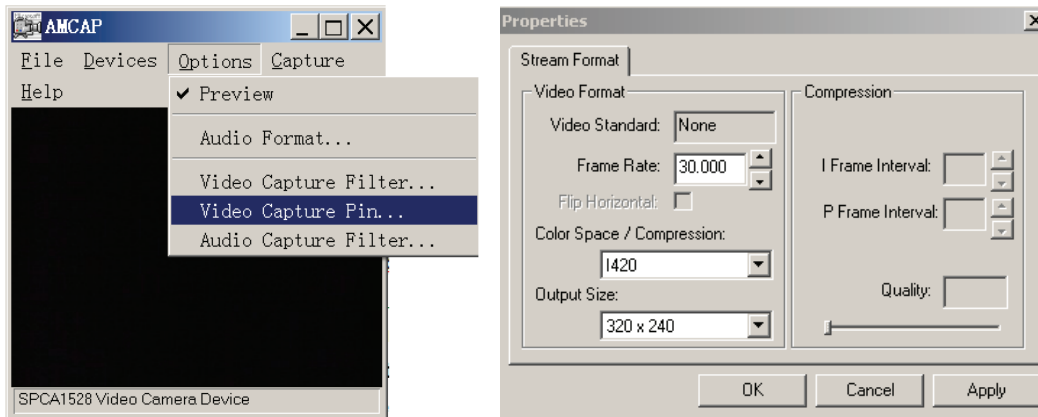 AMCAP
File Devices Options Capture
Help
Preview
Audio Format...
Video Capture Filter...
Video Capture Pin...
Audio Capture Filter...
SPCA1528 Video Camera Device
Properties
Stream Format
Video Format
Video Standard: None
Frame Rate: 30.000
Flip Horizontal:
Color Space / Compression:
I420
Output Size:
320 x 240
Compression
I Frame Interval:
P Frame Interval:
Quality:
OK Cancel Apply